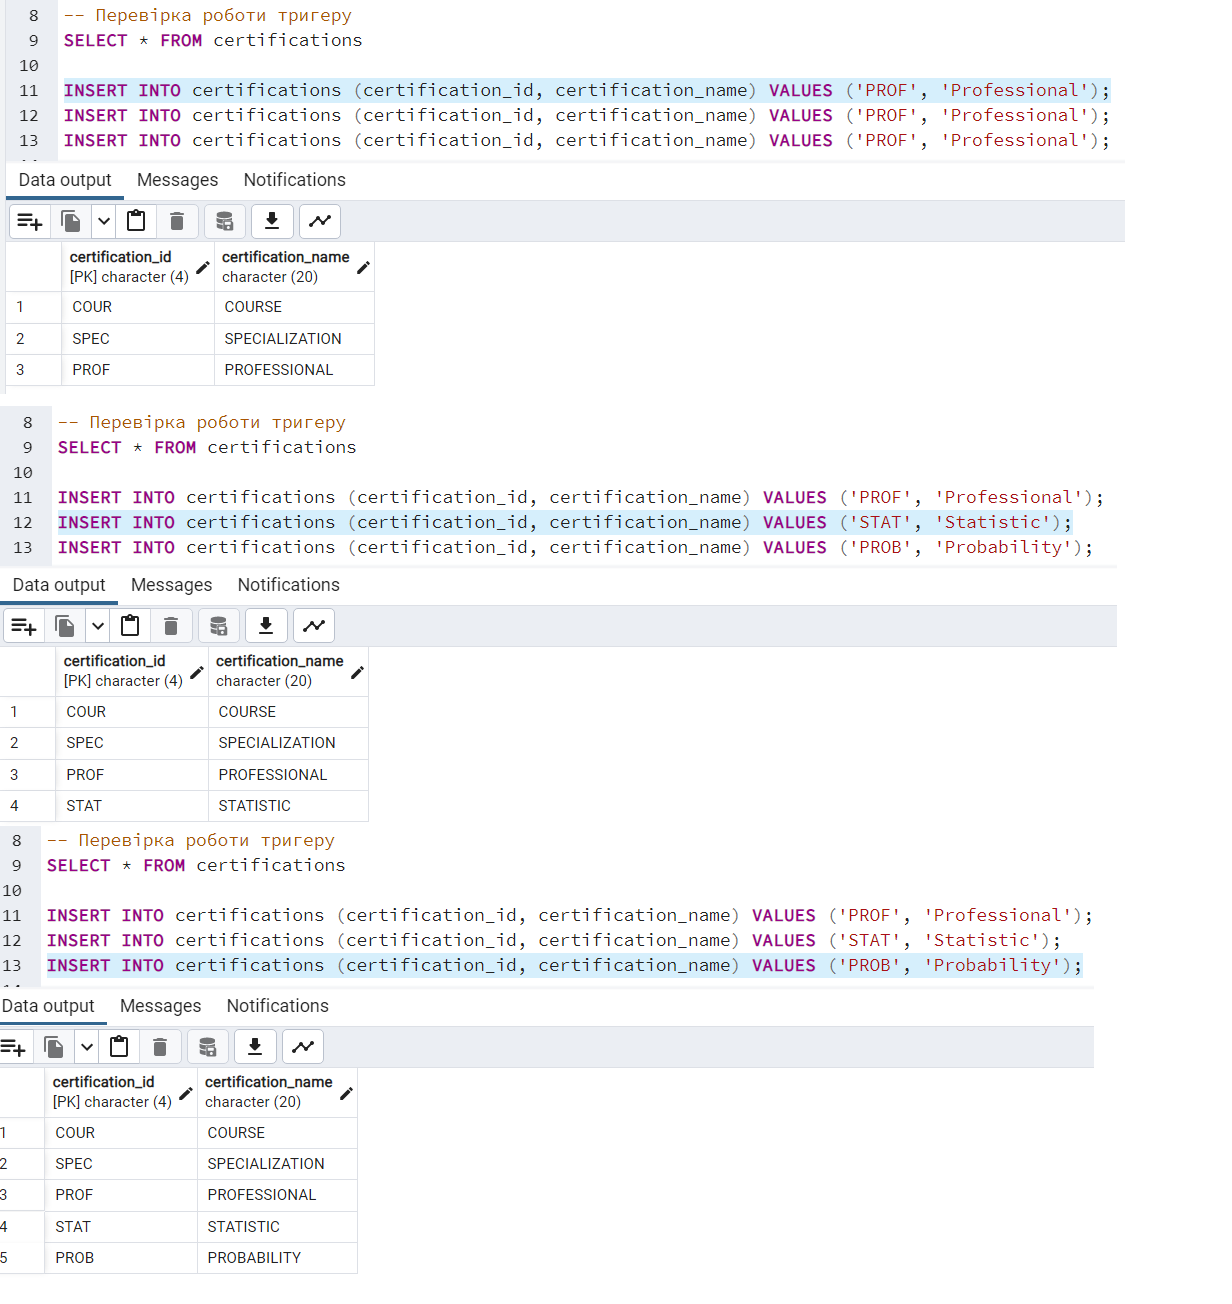 8 -- Перевірка роботи тригеру
9 SELECT * FROM certifications
10
11 INSERT INTO certifications (certification_id, certification_name) VALUES ('PROF', 'Professional');
12 INSERT INTO certifications (certification_id, certification_name) VALUES ('PROF', 'Professional');
13 INSERT INTO certifications (certification_id, certification_name) VALUES ('PROF', 'Professional');
Data output Messages Notifications
certification_id certification_name
[PK] character (4) character (20)
1 COUR COURSE
2 SPEC SPECIALIZATION
3 PROF PROFESSIONAL
8 -- Перевірка роботи тригеру
9 SELECT * FROM certifications
10
11 INSERT INTO certifications (certification_id, certification_name) VALUES ('PROF', 'Professional');
12 INSERT INTO certifications (certification_id, certification_name) VALUES ('STAT', 'Statistic');
13 INSERT INTO certifications (certification_id, certification_name) VALUES ('PROB', 'Probability');
Data output Messages Notifications
certification_id certification_name
[PK] character (4) character (20)
1 COUR COURSE
2 SPEC SPECIALIZATION
3 PROF PROFESSIONAL
4 STAT STATISTIC
8 -- Перевірка роботи тригеру
9 SELECT * FROM certifications
10
11 INSERT INTO certifications (certification_id, certification_name) VALUES ('PROF', 'Professional');
12 INSERT INTO certifications (certification_id, certification_name) VALUES ('STAT', 'Statistic');
13 INSERT INTO certifications (certification_id, certification_name) VALUES ('PROB', 'Probability');
Data output Messages Notifications
certification_id certification_name
[PK] character (4) character (20)
1 COUR COURSE
2 SPEC SPECIALIZATION
3 PROF PROFESSIONAL
4 STAT STATISTIC
5 PROB PROBABILITY